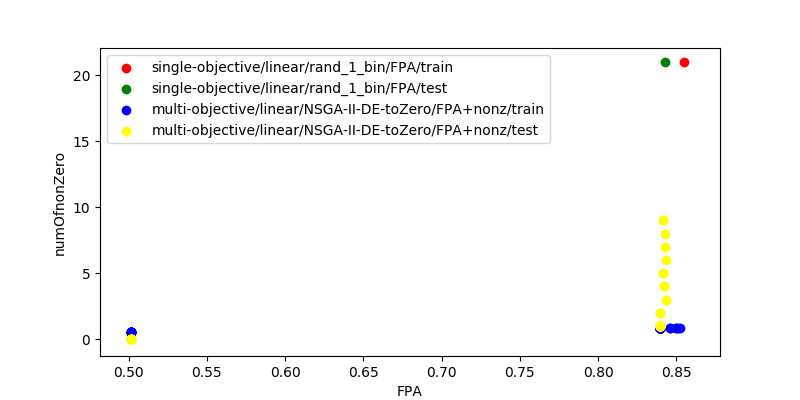 single-objective/linear/rand_1_bin/FPA/train
single-objective/linear/rand_1_bin/FPA/test
multi-objective/linear/NSGA-II-DE-toZero/FPA+nonz/train
multi-objective/linear/NSGA-II-DE-toZero/FPA+nonz/test
numOfnonZero
20
15
10
5
0
0.50 0.55 0.60 0.65 0.70 0.75 0.80 0.85
FPA